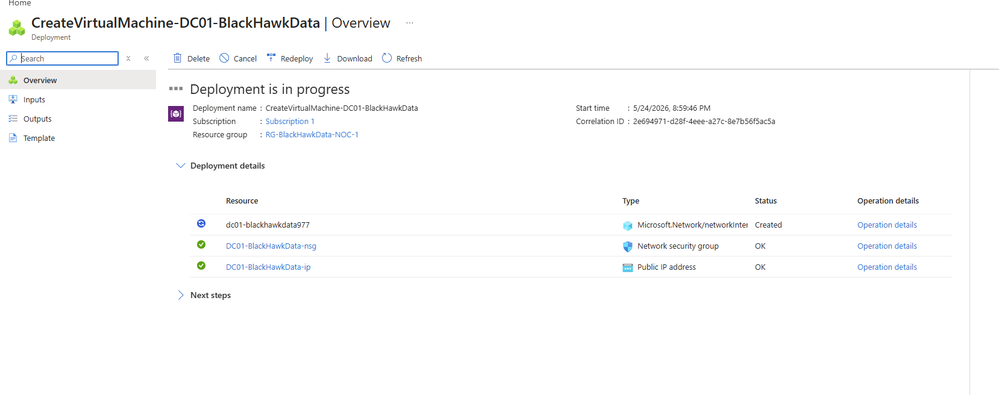 Home
CreateVirtualMachine-DC01-BlackHawkData | Overview ...
Deployment
Search
Delete Cancel Redeploy Download Refresh
Overview
Inputs
Outputs
Template
Deployment is in progress
Deployment name : CreateVirtualMachine-DC01-BlackHawkData
Subscription : Subscription 1
Resource group : RG-BlackHawkData-NOC-1
Start time : 5/24/2026, 8:59:46 PM
Correlation ID : 2e694971-d28f-4eee-a27c-8e7b56f5ac5a
Deployment details
Resource Type Status Operation details
dc01-blackhawkdata977 Microsoft.Network/networkInter Created Operation details
DC01-BlackHawkData-nsg Network security group OK Operation details
DC01-BlackHawkData-ip Public IP address OK Operation details
Next steps